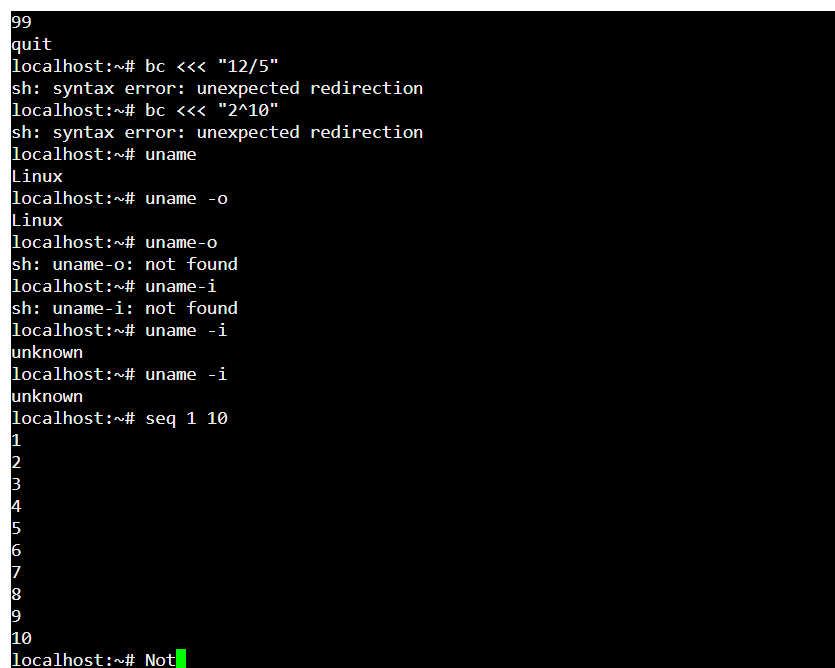 99
quit
localhost:~# bc <<< "12/5"
sh: syntax error: unexpected redirection
localhost:~# bc <<< "2^10"
sh: syntax error: unexpected redirection
localhost:~# uname
Linux
localhost:~# uname -o
Linux
localhost:~# uname-o
sh: uname-o: not found
localhost:~# uname-i
sh: uname-i: not found
localhost:~# uname -i
unknown
localhost:~# uname -i
unknown
localhost:~# seq 1 10
1
2
3
4
5
6
7
8
9
10
localhost:~# Not